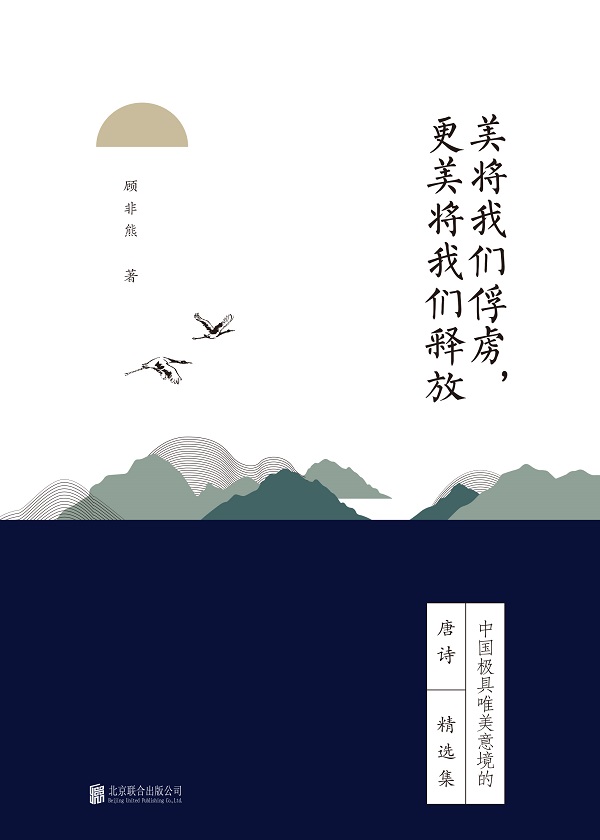 美将我们俘虏，
更美将我们释放
顾非熊 著
中国极具唯美意境的
唐诗 精选集
北京联合出版公司
Beijing United Publishing Co.,Ltd.